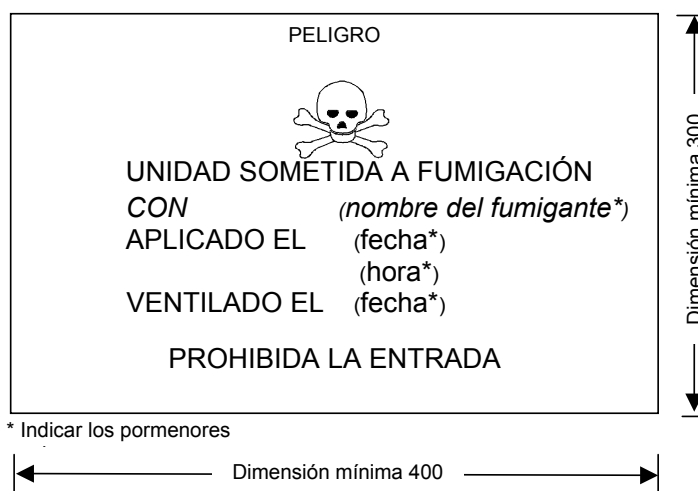 PELIGRO
UNIDAD SOMETIDA A FUMIGACIÓN
CON (nombre del fumigante*)
APLICADO EL (fecha*)
(hora*)
VENTILADO EL (fecha*)
PROHIBIDA LA ENTRADA
* Indicar los pormenores
Dimensión mínima 400
Dimensión mínima 300